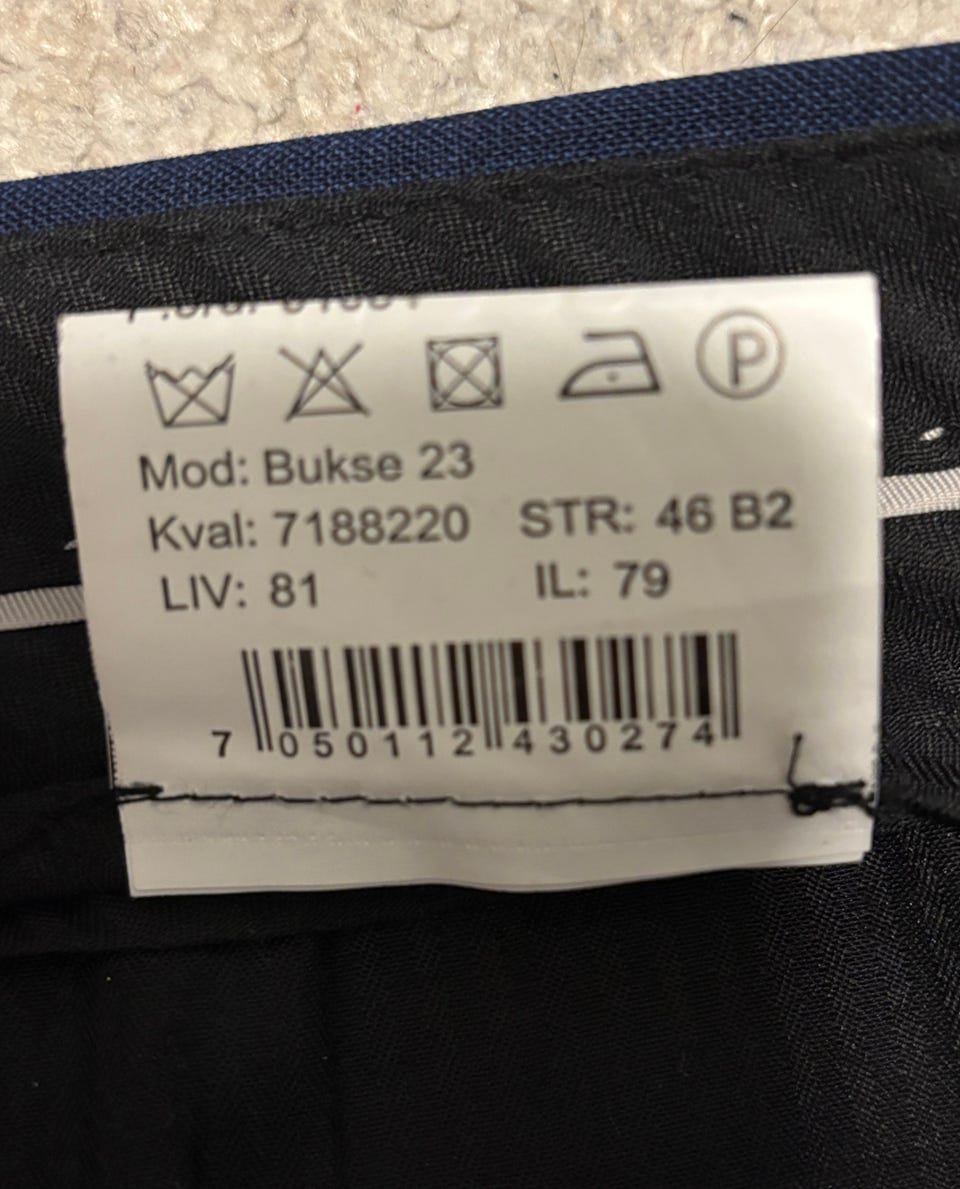 P
Mod: Bukse 23
Kval: 7188220 STR: 46 B2
LIV: 81 IL: 79
7 050112 430274